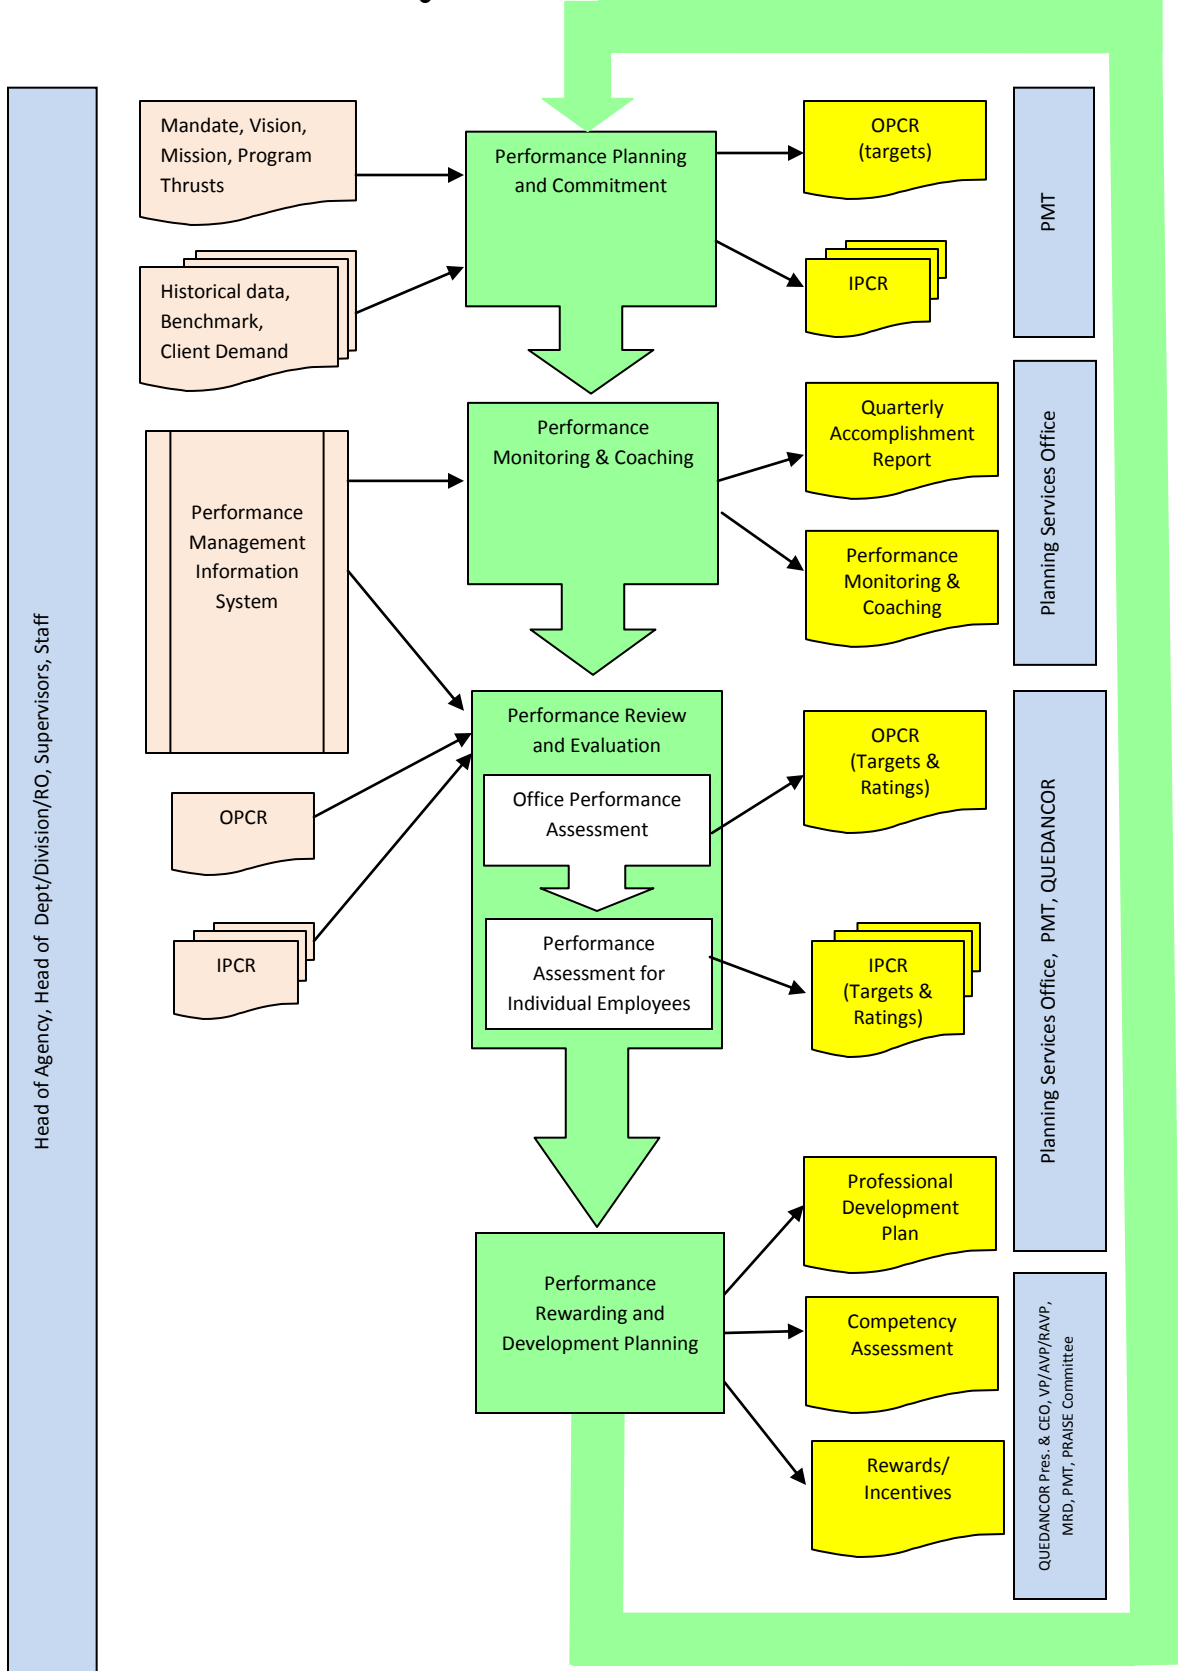 Mandate, Vision,
Mission, Program
Thrusts
Historical data,
Benchmark,
Client Demand
Performance Planning
and Commitment
OPCR
(targets)
IPCR
PMT
Performance
Management
Information
System
Performance
Monitoring & Coaching
Quarterly
Accomplishment
Report
Performance
Monitoring &
Coaching
Planning Services Office
Head of Agency, Head of Dept/Division/RO, Supervisors, Staff
OPCR
IPCR
Performance Review
and Evaluation
Office Performance
Assessment
Performance
Assessment for
Individual Employees
OPCR
(Targets &
Ratings)
IPCR
(Targets &
Ratings)
Planning Services Office, PMT, QUEDANCOR
Performance
Rewarding and
Development Planning
Professional
Development
Plan
Competency
Assessment
Rewards/
Incentives
QUEDANCOR Pres. & CEO, VP/AVP/RAVP,
MRD, PMT, PRAISE Committee